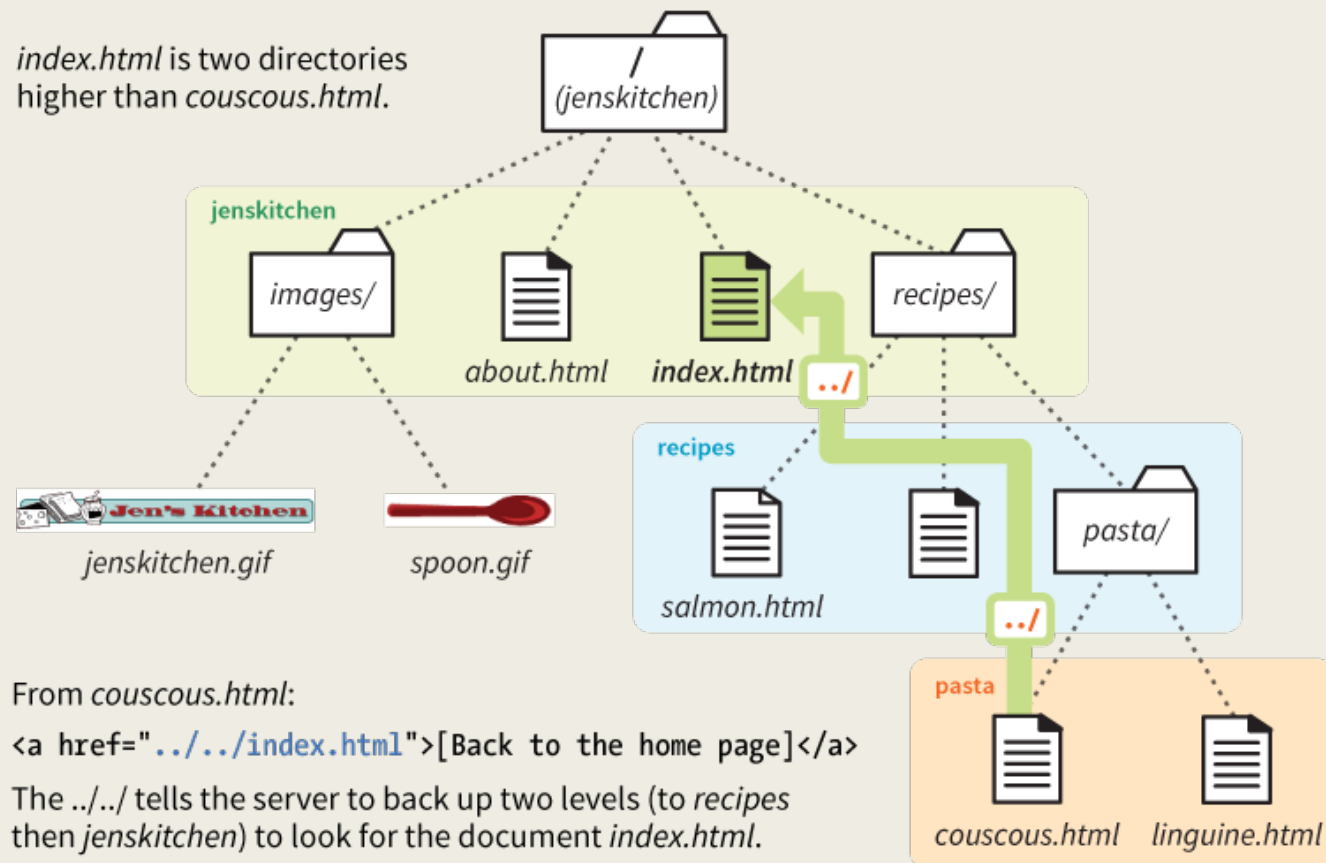 index.html is two directories
higher than couscous.html.
/
(jenskitchen)
jenskitchen
images/
about.html
index.html
recipes/
../
recipes
Jen's Kitchen
jenskitchen.gif
spoon.gif
salmon.html
pasta/
../
pasta
couscous.html
linguine.html
From couscous.html:
<a href="../../index.html">[Back to the home page]</a>
The ../../ tells the server to back up two levels (to recipes
then jenskitchen) to look for the document index.html.